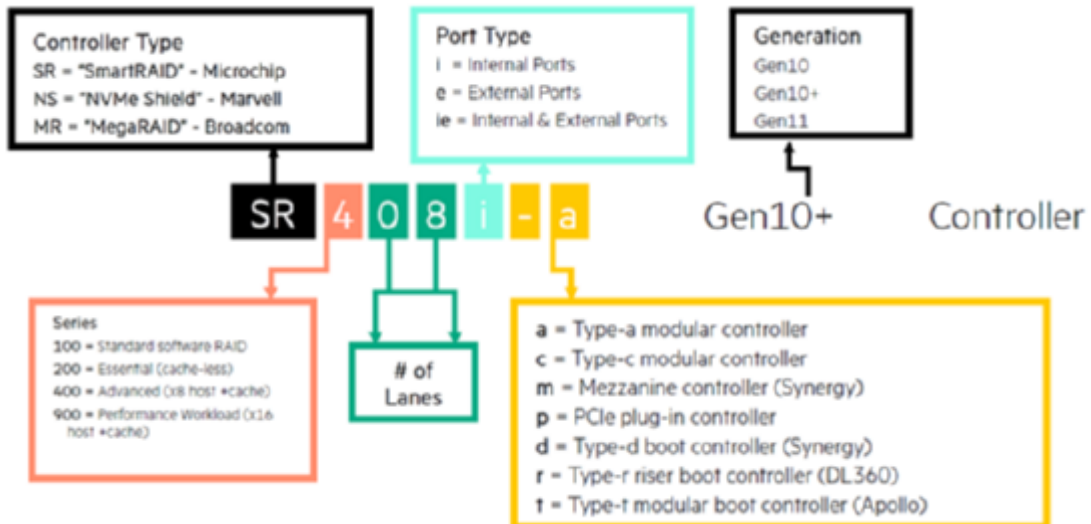 Controller Type
SR = "SmartRAID" - Microchip
NS = "NVMe Shield" - Marvell
MR = "MegaRAID" - Broadcom
Port Type
i = Internal Ports
e = External Ports
ie = Internal & External Ports
Generation
Gen10
Gen10+
Gen11
SR 4 0 8 i - a Gen10+ Controller
Series
100 = Standard software RAID
200 = Essential (cache-less)
400 = Advanced (x8 host +cache)
900 = Performance Workload (x16
host +cache)
# of
Lanes
a = Type-a modular controller
c = Type-c modular controller
m = Mezzanine controller (Synergy)
p = PCIe plug-in controller
d = Type-d boot controller (Synergy)
r = Type-r riser boot controller (DL360)
t = Type-t modular boot controller (Apollo)